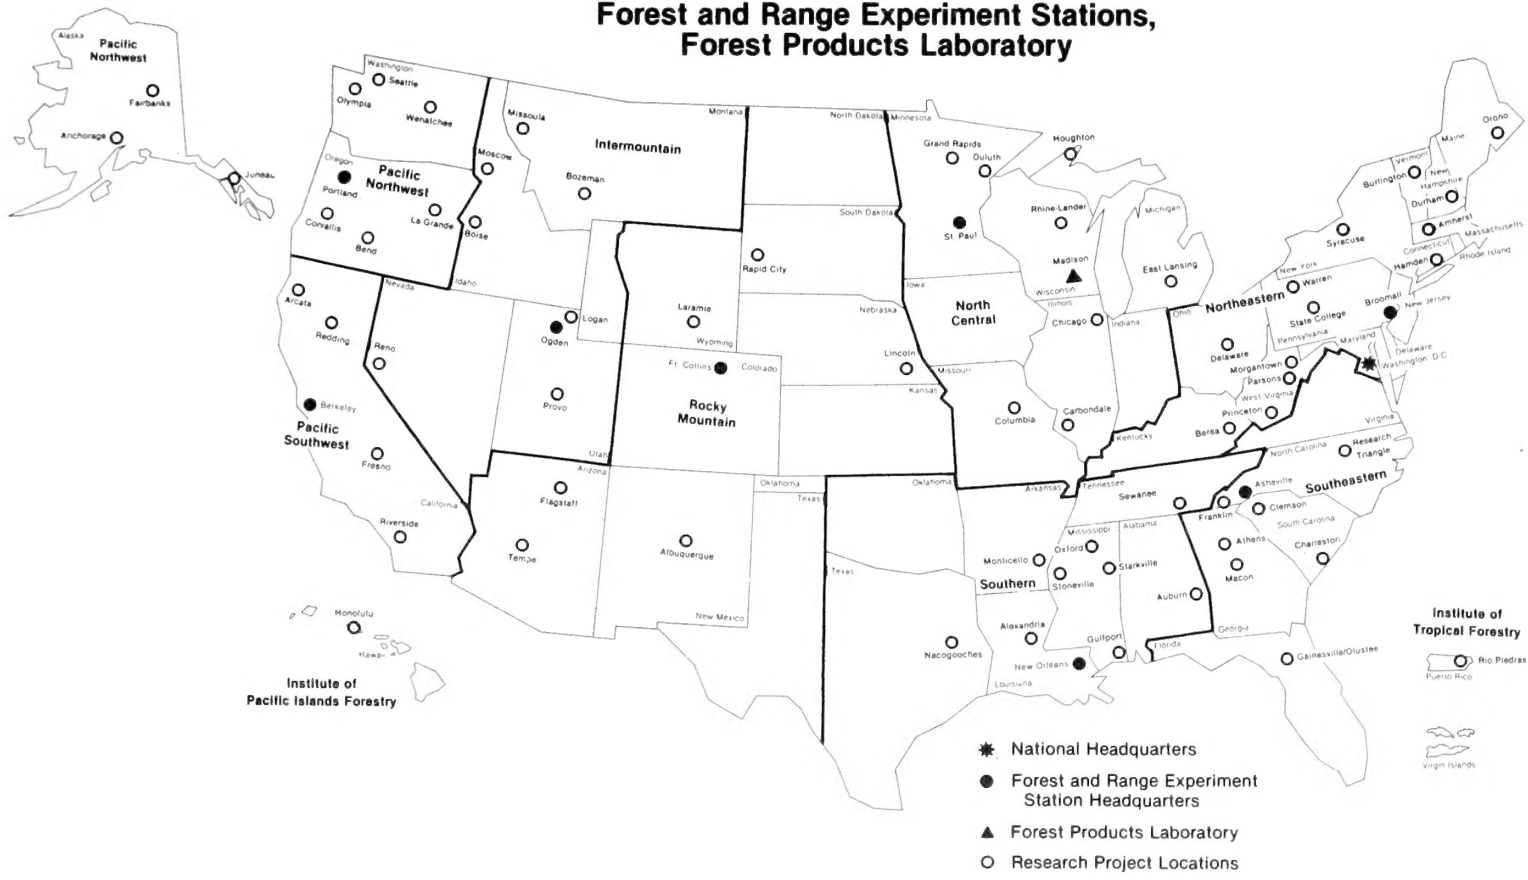 Forest and Range Experiment Stations,
Forest Products Laboratory
Alaska
Pacific
Northwest
Fairbanks
Anchorage
Juneau
Washington
Seattle
Olympia
Wenatchee
Oregon
Portland
Pacific
Northwest
Corvallis
La Grande
Bend
Missoula
Montana
Intermountain
Moscow
Bozeman
Boise
Idaho
North Dakota
South Dakota
Rapid City
Minnesota
Grand Rapids
Duluth
St. Paul
Houghton
Rhine-Lander
Madison
Wisconsin
Michigan
East Lansing
Iowa
North
Central
Illinois
Chicago
Indiana
Ohio
Missouri
Columbia
Carbondale
Nevada
Arcata
Redding
Reno
Berkeley
Pacific
Southwest
Fresno
California
Riverside
Logan
Ogden
Provo
Utah
Laramie
Wyoming
Ft. Collins
Colorado
Rocky
Mountain
Nebraska
Lincoln
Kansas
Arizona
Flagstaff
Tempe
Albuquerque
New Mexico
Oklahoma
Texas
Oklahoma
Texas
Nacogooches
Arkansas
Monticello
Southern
Alexandria
New Orleans
Louisiana
Mississippi
Oxford
Stoneville
Starkville
Gulfport
Alabama
Auburn
Tennessee
Sewanee
Kentucky
Berea
Maine
Orono
Vermont
Burlington
New
Hampshire
Durham
Amherst
Massachusetts
Connecticut
Hamden
Rhode Island
Syracuse
New York
Northeastern
Warren
State College
Pennsylvania
Broomall
New Jersey
Delaware
Maryland
Delaware
Washington D.C.
Morgantown
Parsons
West Virginia
Princeton
Virginia
North Carolina
Research
Triangle
Southeastern
Asheville
Franklin
Clemson
South Carolina
Charleston
Athens
Macon
Georgia
Florida
Gainesville/Olustee
Honolulu
Hawaii
Institute of
Pacific Islands Forestry
Institute of
Tropical Forestry
Rio Piedras
Puerto Rico
Virgin Islands
National Headquarters
Forest and Range Experiment
Station Headquarters
Forest Products Laboratory
Research Project Locations